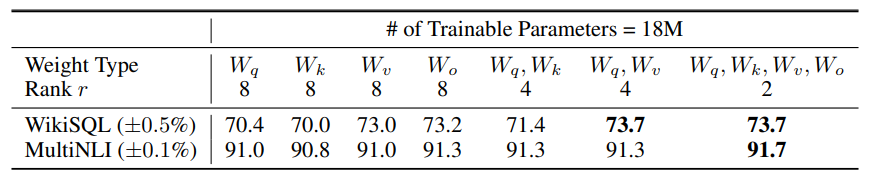 # of Trainable Parameters = 18M
Weight Type W_q W_k W_v W_o W_q, W_k W_q, W_v W_q, W_k, W_v, W_o
Rank r 8 8 8 8 4 4 2
WikiSQL (±0.5%) 70.4 70.0 73.0 73.2 71.4 73.7 73.7
MultiNLI (±0.1%) 91.0 90.8 91.0 91.3 91.3 91.3 91.7